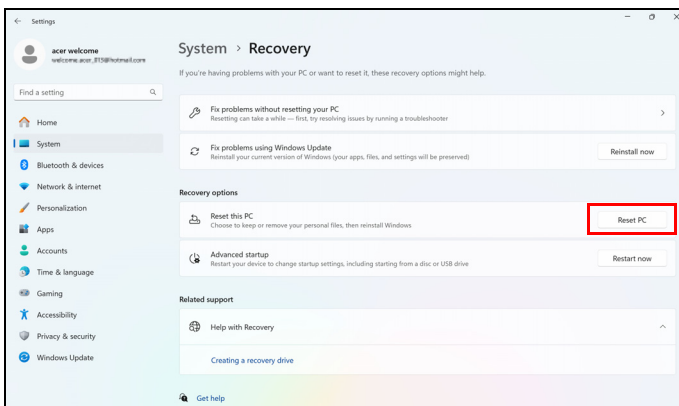 Settings
acer welcome
welcome.acer_815@hotmail.com
Find a setting
Home
System
Bluetooth & devices
Network & internet
Personalization
Apps
Accounts
Time & language
Gaming
Accessibility
Privacy & security
Windows Update
System > Recovery
If you're having problems with your PC or want to reset it, these recovery options might help.
Fix problems without resetting your PC
Resetting can take a while — first, try resolving issues by running a troubleshooter
Fix problems using Windows Update
Reinstall your current version of Windows (your apps, files, and settings will be preserved)
Reinstall now
Recovery options
Reset this PC
Choose to keep or remove your personal files, then reinstall Windows
Reset PC
Advanced startup
Restart your device to change startup settings, including starting from a disc or USB drive
Restart now
Related support
Help with Recovery
Creating a recovery drive
Get help